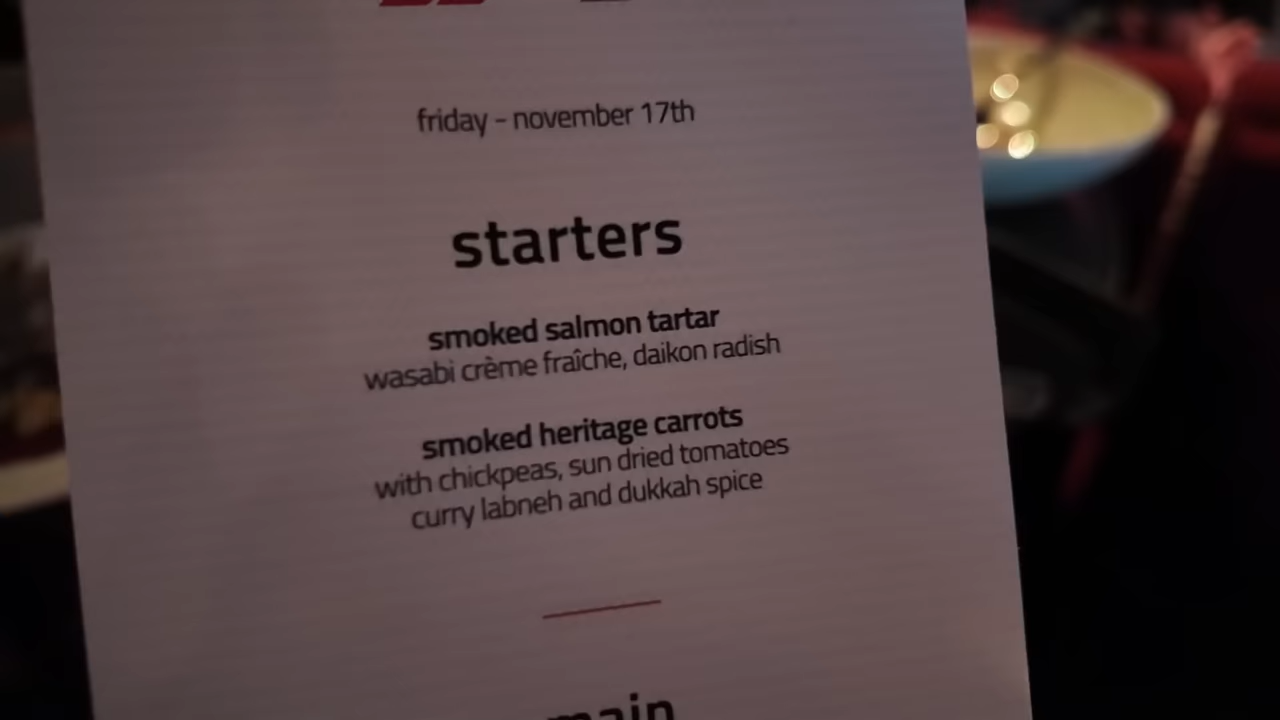 friday - november 17th
starters
smoked salmon tartar
wasabi crème fraîche, daikon radish
smoked heritage carrots
with chickpeas, sun dried tomatoes
curry labneh and dukkah spice
main